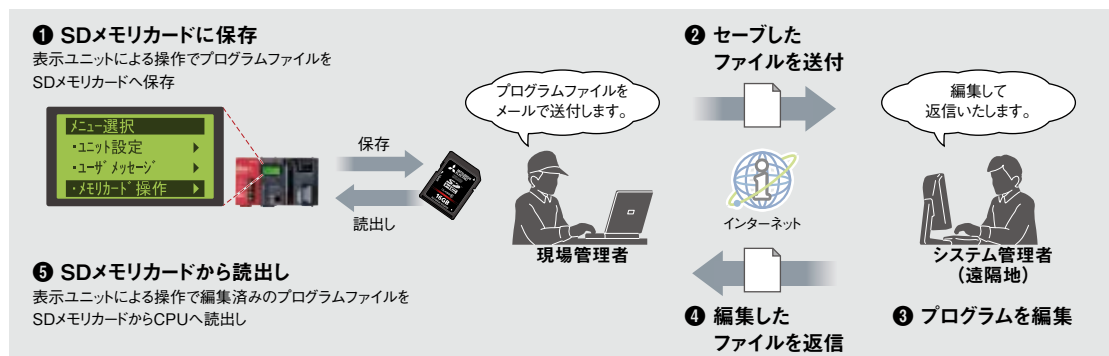 ❶ SDメモリカードに保存
表示ユニットによる操作でプログラムファイルを
SDメモリカードへ保存
メニュー選択
・ユニット設定
・ユーザメッセージ
・メモリカード操作
保存
読出し
16GB
プログラムファイルを
メールで送付します。
現場管理者
❷ セーブした
ファイルを送付
インターネット
編集して
返信いたします。
システム管理者
(遠隔地)
❸ プログラムを編集
❹ 編集した
ファイルを返信
❺ SDメモリカードから読出し
表示ユニットによる操作で編集済みのプログラムファイルを
SDメモリカードからCPUへ読出し